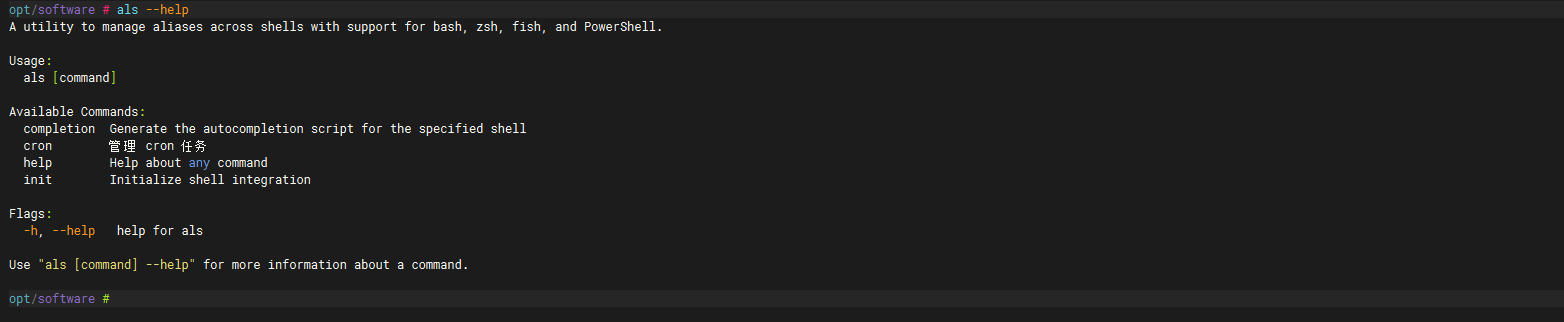 opt/software # als --help
A utility to manage aliases across shells with support for bash, zsh, fish, and PowerShell.
Usage:
als [command]
Available Commands:
completion  Generate the autocompletion script for the specified shell
cron        管理 cron 任务
help        Help about any command
init        Initialize shell integration
Flags:
-h, --help   help for als
Use "als [command] --help" for more information about a command.
opt/software #